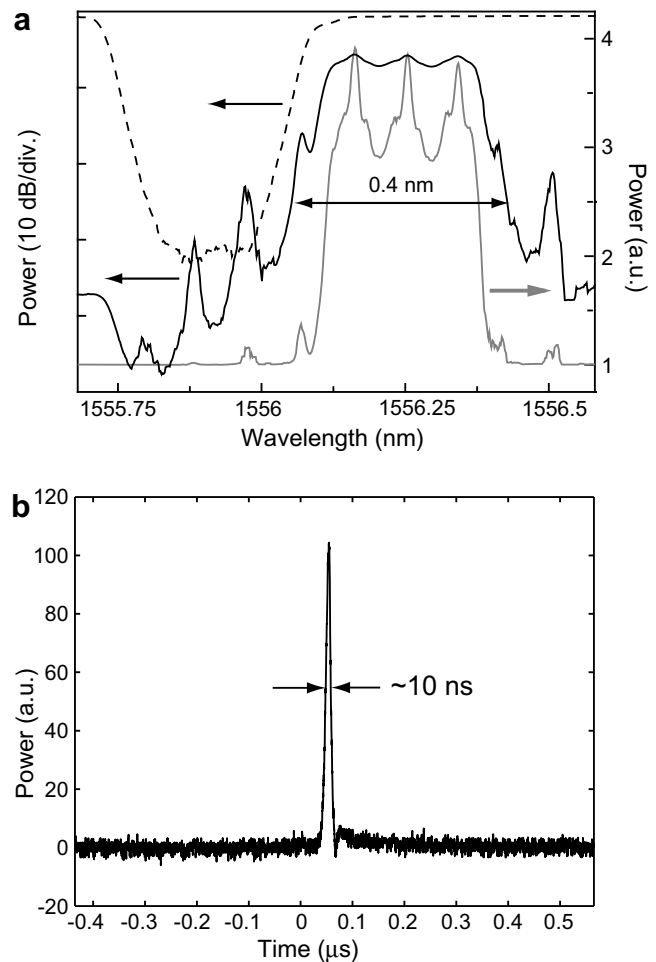 a
Power (10 dB/div.)
0.4 nm
4
3
2
1
Power (a.u.)
1555.75 1556 1556.25 1556.5
Wavelength (nm)
b
120
100
80
60
40
20
0
-20
Power (a.u.)
~10 ns
-0.4 -0.3 -0.2 -0.1 0 0.1 0.2 0.3 0.4 0.5
Time (μs)